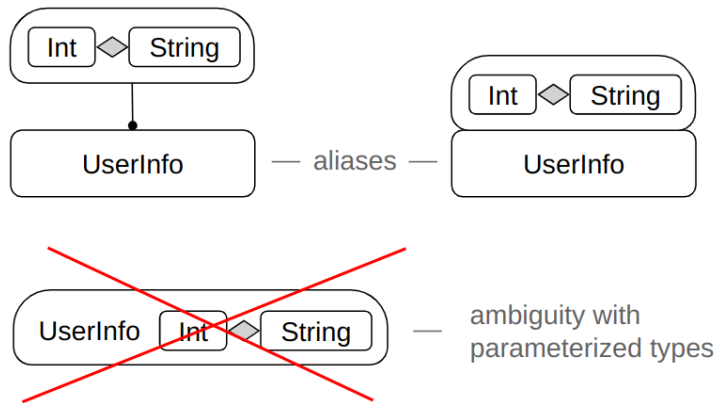 Int String
Int String
UserInfo
— aliases —
UserInfo
UserInfo Int String
— ambiguity with
parameterized types